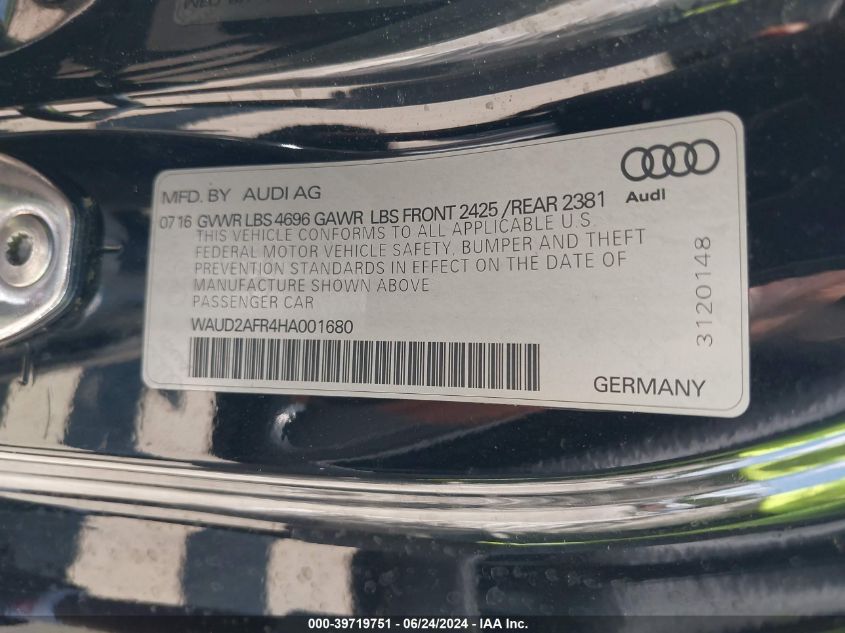 MFD. BY AUDI AG
Audi
0716 GVWR LBS 4696 GAWR LBS FRONT 2425 /REAR 2381
THIS VEHICLE CONFORMS TO ALL APPLICABLE U.S
FEDERAL MOTOR VEHICLE SAFETY, BUMPER AND THEFT
PREVENTION STANDARDS IN EFFECT ON THE DATE OF
MANUFACTURE SHOWN ABOVE
PASSENGER CAR
WAUD2AFR4HA001680
3120148
GERMANY
000-39719751 | 06/24/2024 | © IAA Inc.